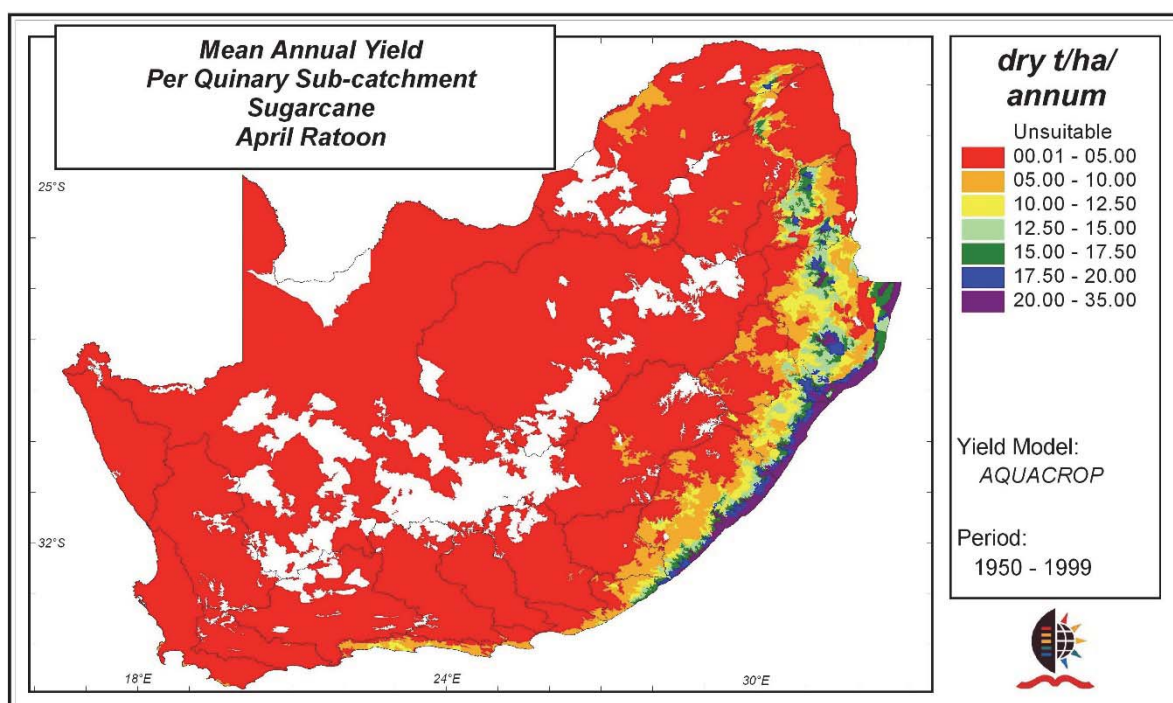 Mean Annual Yield
Per Quinary Sub-catchment
Sugarcane
April Ratoon
dry t/ha/
annum
Unsuitable
00.01 - 05.00
05.00 - 10.00
10.00 - 12.50
12.50 - 15.00
15.00 - 17.50
17.50 - 20.00
20.00 - 35.00
Yield Model:
AQUACROP
Period:
1950 - 1999
25°S
32°S
18°E
24°E
30°E